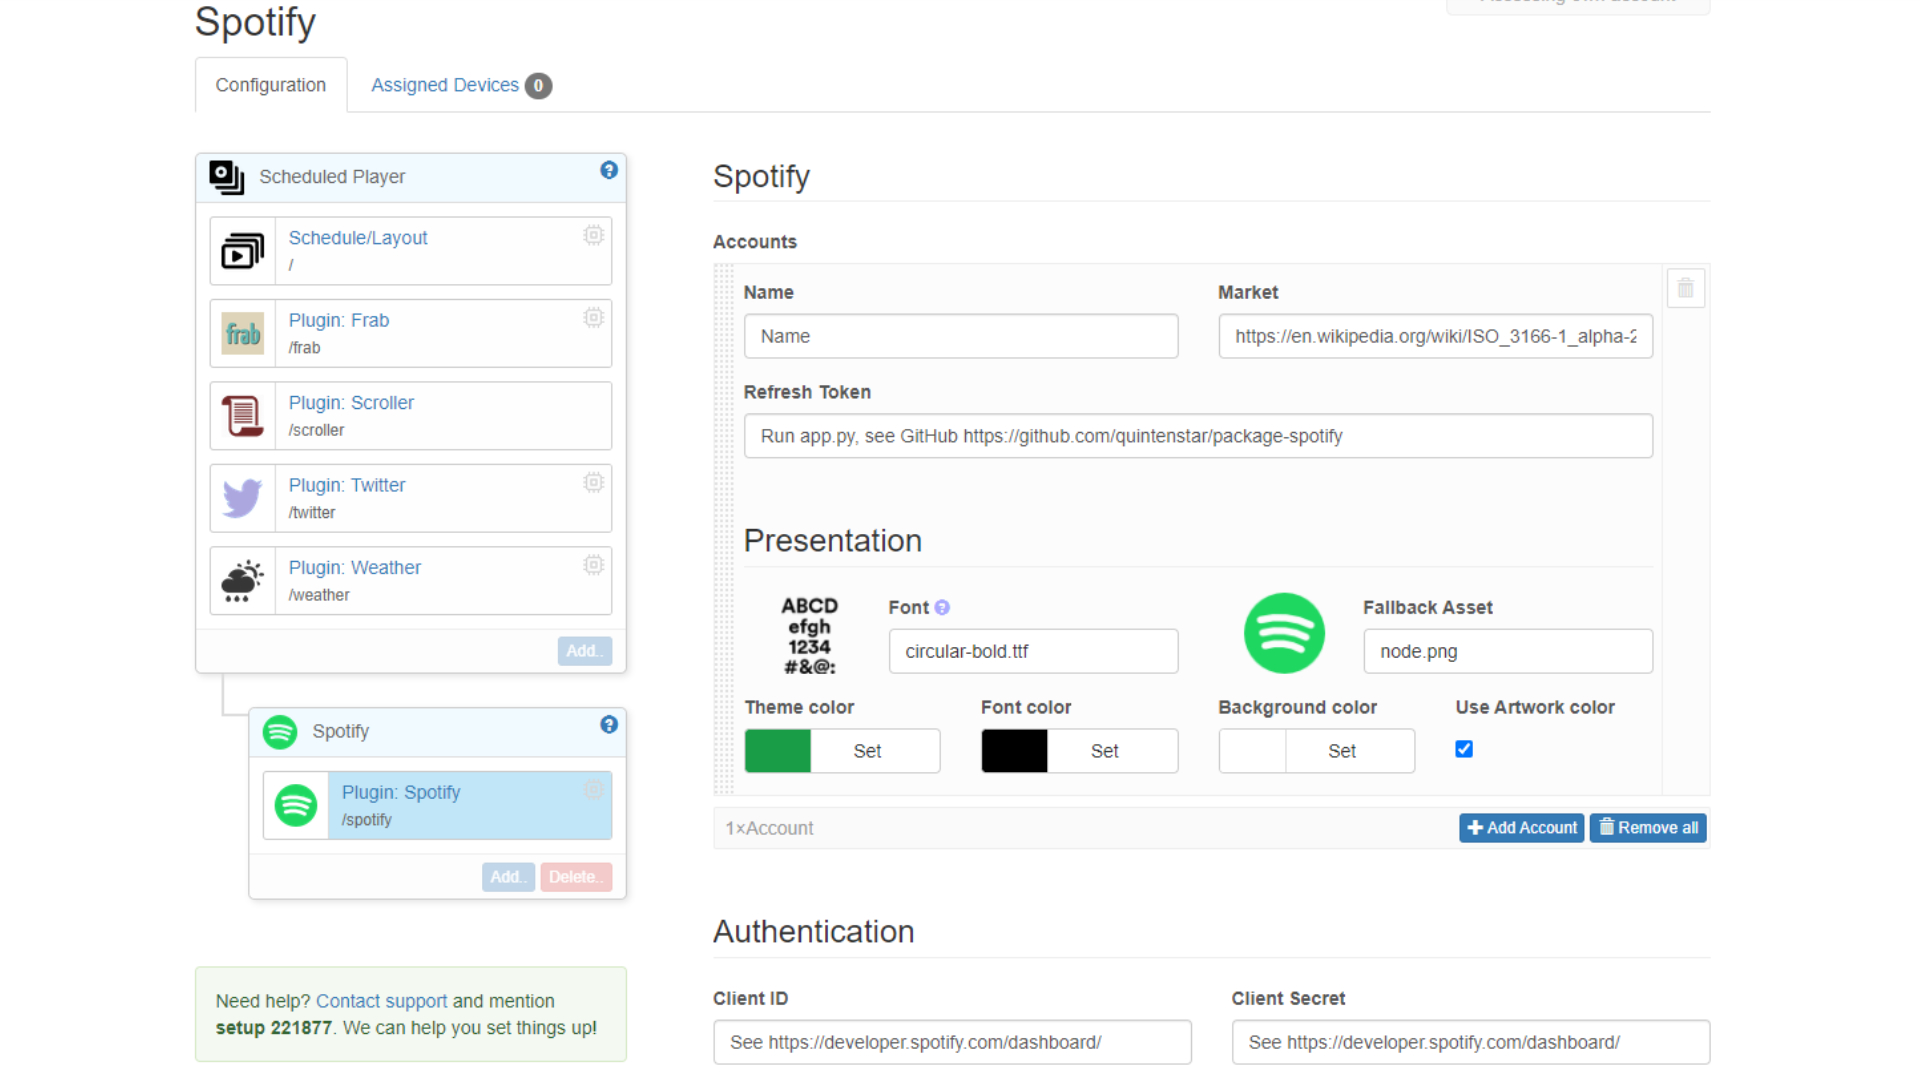 Spotify
Configuration
Assigned Devices 0
Scheduled Player
Schedule/Layout
/
frab
Plugin: Frab
/frab
Plugin: Scroller
/scroller
Plugin: Twitter
/twitter
Plugin: Weather
/weather
Add..
Spotify
Plugin: Spotify
/spotify
Add.. Delete..
Need help? Contact support and mention
setup 221877. We can help you set things up!
Spotify
Accounts
Name Market
Name https://en.wikipedia.org/wiki/ISO_3166-1_alpha-2
Refresh Token
Run app.py, see GitHub https://github.com/quintenstar/package-spotify
Presentation
ABCD
efgh
1234
#&@:
Font ?
circular-bold.ttf
Fallback Asset
node.png
Theme color Font color Background color Use Artwork color
Set Set Set
1×Account Add Account Remove all
Authentication
Client ID Client Secret
See https://developer.spotify.com/dashboard/ See https://developer.spotify.com/dashboard/